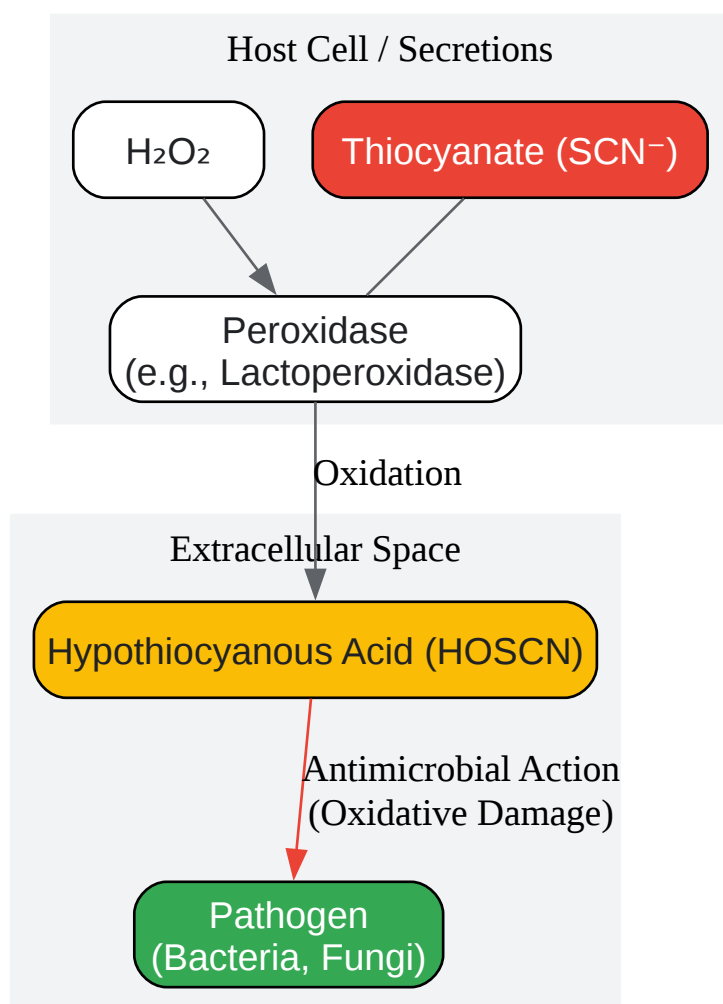 Host Cell / Secretions
H₂O₂
Thiocyanate (SCN⁻)
Peroxidase
(e.g., Lactoperoxidase)
Oxidation
Extracellular Space
Hypothiocyanous Acid (HOSCN)
Antimicrobial Action
(Oxidative Damage)
Pathogen
(Bacteria, Fungi)